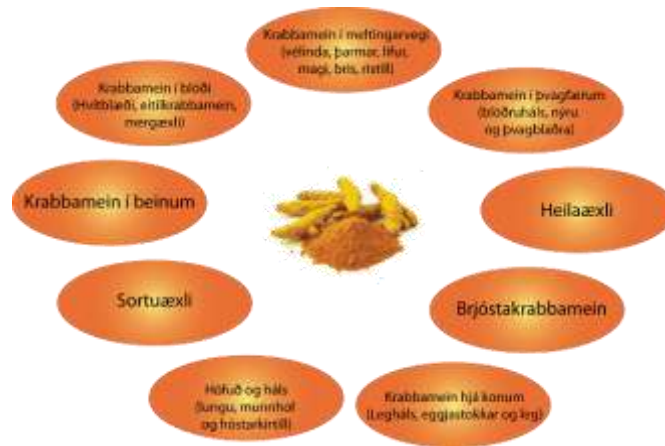 Krabbamein í meltingarvegi
(vélinda, þarmar, lifur,
magi, bris, ristill)
Krabbamein í þvagfærum
(blöðruháls, nýru
og þvagblaðra)
Heilaæxli
Brjóstakrabbamein
Krabbamein hjá konum
(Legháls, eggjastokkar og leg)
Höfuð og háls
(lungu, munnhol
og hóstarkirtill)
Sortuæxli
Krabbamein í beinum
Krabbamein í blóði
(Hvítblæði, eitilkrabbamein,
mergæxli)